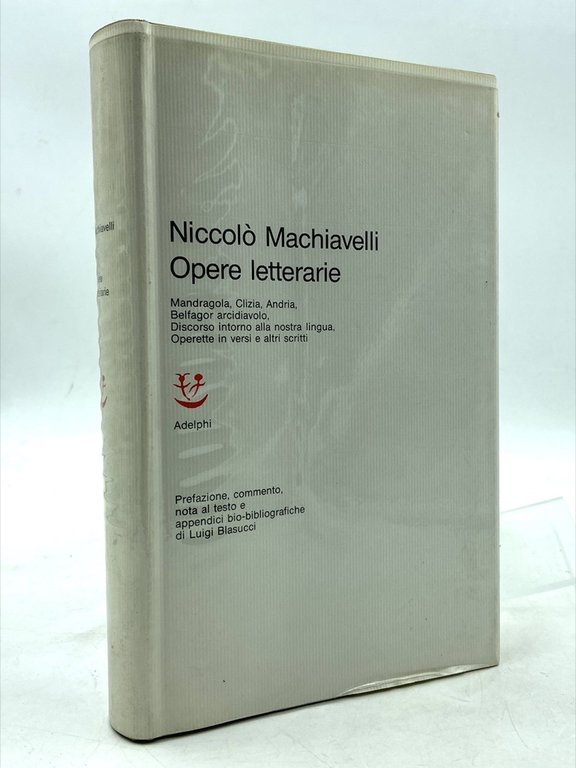 Niccolò Machiavelli
Opere letterarie
Mandragola, Clizia, Andria,
Belfagor arcidiavolo,
Discorso intorno alla nostra lingua,
Operette in versi e altri scritti
Adelphi
Prefazione, commento,
nota al testo e
appendici bio-bibliografiche
di Luigi Blasucci